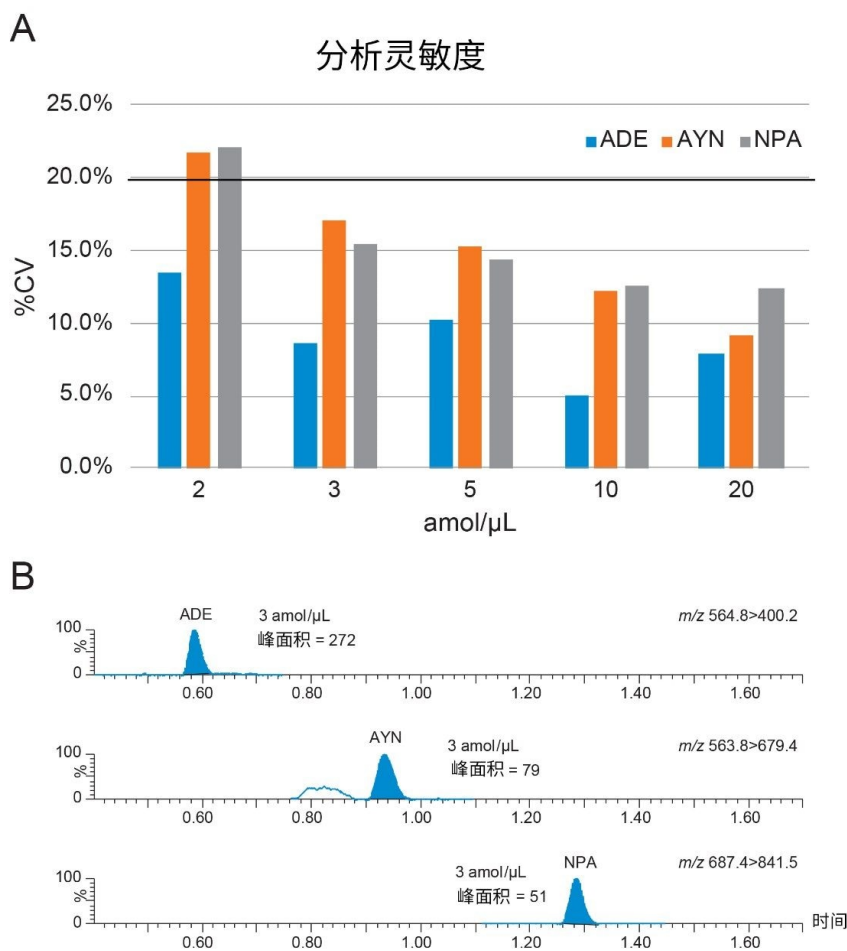 A
分析灵敏度
25.0%
ADE AYN NPA
20.0%
15.0%
%CV
10.0%
5.0%
0.0%
2 3 5 10 20
amol/µL
B
ADE 3 amol/µL m/z 564.8>400.2
100 峰面积 = 272
%
0
0.60 0.80 1.00 1.20 1.40 1.60
AYN 3 amol/µL m/z 563.8>679.4
100 峰面积 = 79
%
0
0.60 0.80 1.00 1.20 1.40 1.60
3 amol/µL NPA m/z 687.4>841.5
100 峰面积 = 51
%
0 时间
0.60 0.80 1.00 1.20 1.40 1.60